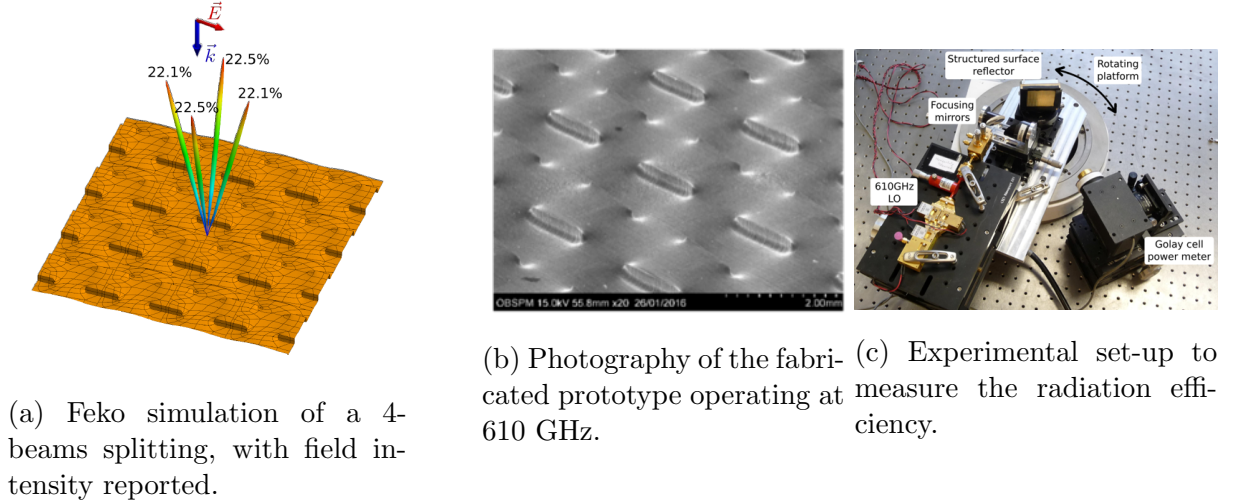 E
k
22.1%
22.5%
22.5%
22.1%
(a) Feko simulation of a 4-
beams splitting, with field in-
tensity reported.
OBSPM 15.0kV 55.8mm x20 26/01/2016 2.00mm
(b) Photography of the fabri-
cated prototype operating at
610 GHz.
Structured surface
reflector
Rotating
platform
Focusing
mirrors
610GHz
LO
Golay cell
power meter
(c) Experimental set-up to
measure the radiation effi-
ciency.